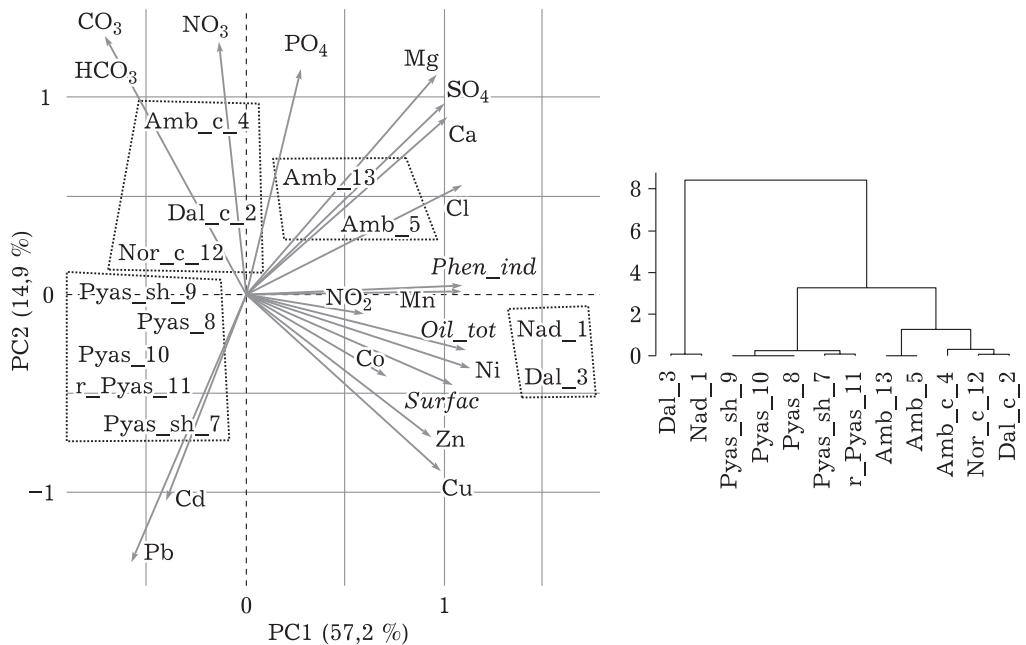 CO₃
NO₃
PO₄
HCO₃
Mg
SO₄
Ca
Cl
Amb_c_4
Amb_13
Dal_c_2
Amb_5
Nor_c_12
Phen_ind
NO₂
Mn
Pyas_sh_9
Pyas_8
Pyas_10
r_Pyas_11
Pyas_sh_7
Oil_tot
Nad_1
Co
Ni
Dal_3
Surfac
Zn
Cu
Cd
Pb
1
0
−1
PC2 (14,9 %)
0
1
PC1 (57,2 %)
8
6
4
2
0
Dal_3
Nad_1
Pyas_sh_9
Pyas_10
Pyas_8
Pyas_sh_7
r_Pyas_11
Amb_13
Amb_5
Amb_c_4
Nor_c_12
Dal_c_2